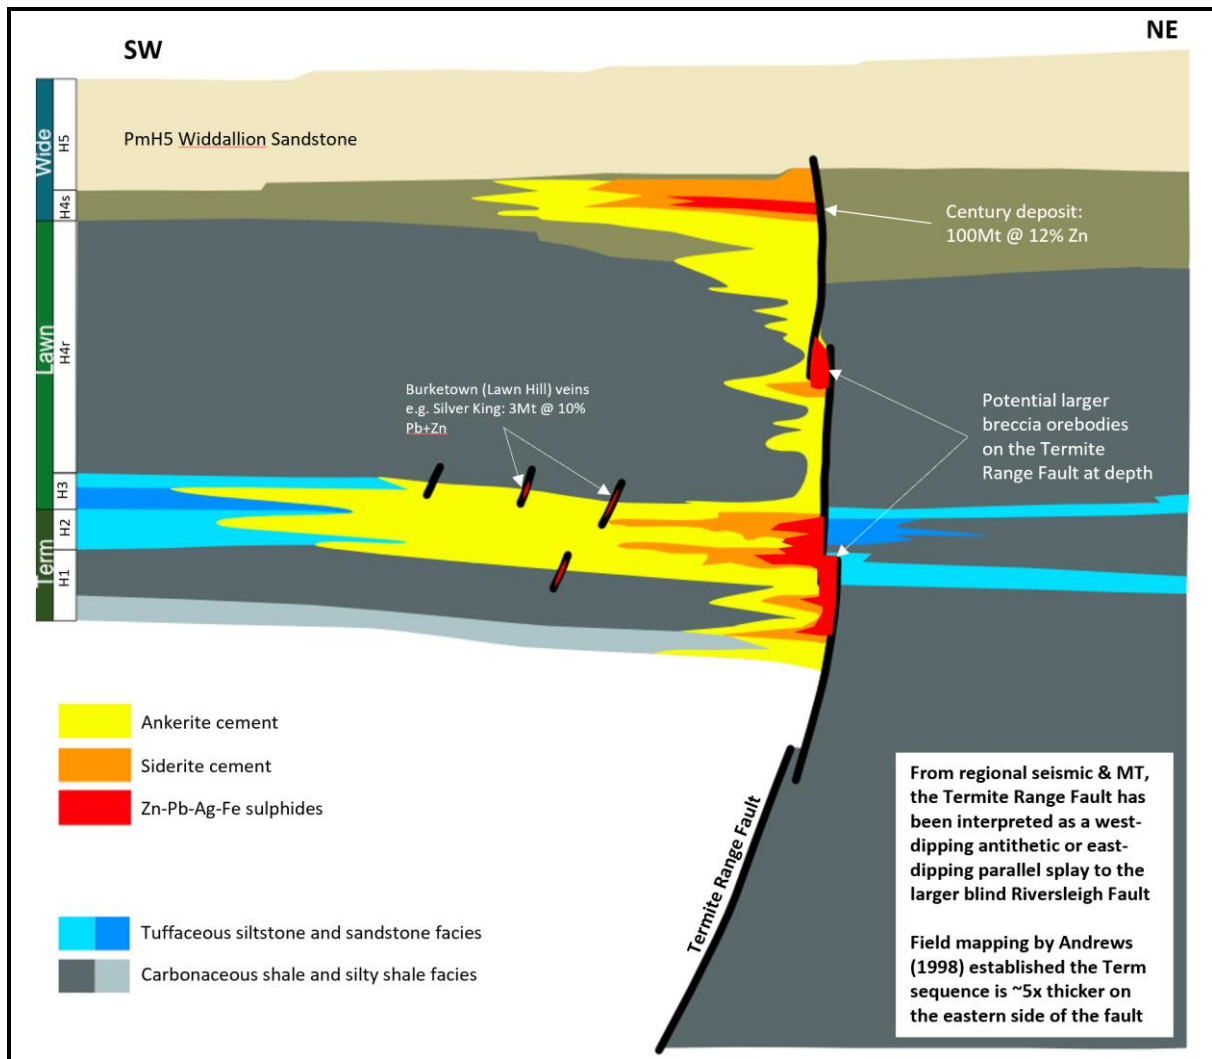 SW
NE
Wide
H5
H4s
Lawn
H4r
H3
Term
H2
H1
PmH5 Widdallion Sandstone
Century deposit:
100Mt @ 12% Zn
Burketown (Lawn Hill) veins
e.g. Silver King: 3Mt @ 10%
Pb+Zn
Potential larger
breccia orebodies
on the Termite
Range Fault at depth
Ankerite cement
Siderite cement
Zn-Pb-Ag-Fe sulphides
Tuffaceous siltstone and sandstone facies
Carbonaceous shale and silty shale facies
Termite Range Fault
From regional seismic & MT,
the Termite Range Fault has
been interpreted as a west-
dipping antithetic or east-
dipping parallel splay to the
larger blind Riversleigh Fault
Field mapping by Andrews
(1998) established the Term
sequence is ~5x thicker on
the eastern side of the fault